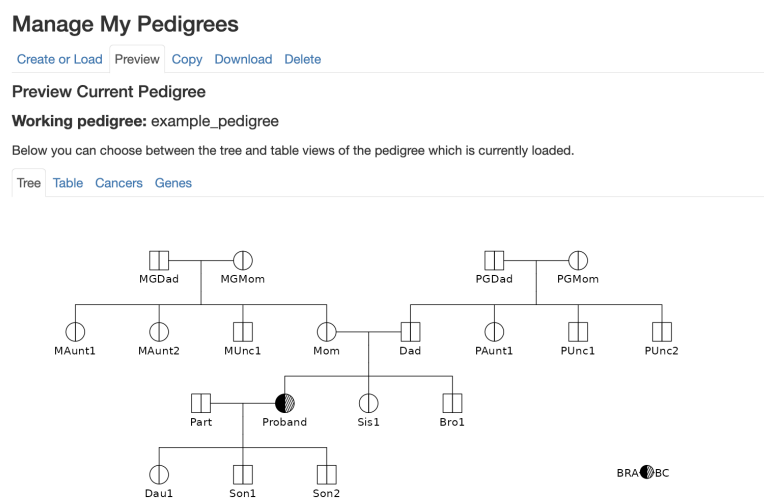 Manage My Pedigrees
Create or Load Preview Copy Download Delete
Preview Current Pedigree
Working pedigree: example_pedigree
Below you can choose between the tree and table views of the pedigree which is currently loaded.
Tree Table Cancers Genes
MGDad MGMom PGDad PGMom
MAunt1 MAunt2 MUnc1 Mom Dad PAunt1 PUnc1 PUnc2
Part Proband Sis1 Bro1
BRA BC
Dau1 Son1 Son2